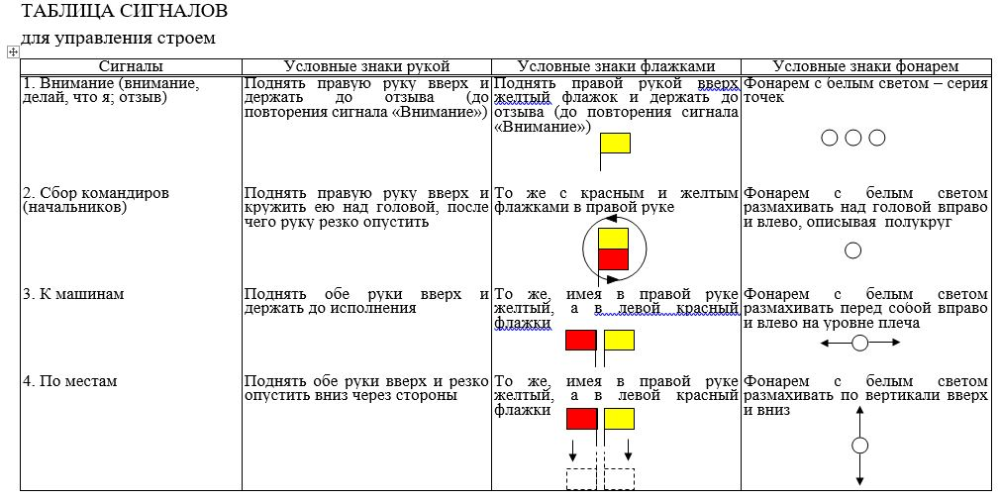 ТАБЛИЦА СИГНАЛОВ
для управления строем
Сигналы
Условные знаки рукой
Условные знаки флажками
Условные знаки фонарем
1. Внимание (внимание,
делай, что я; отзыв)
Поднять правую руку вверх и
держать до отзыва (до
повторения сигнала «Внимание»)
Поднять правой рукой вверх
желтый флажок и держать до
отзыва (до повторения сигнала
«Внимание»)
Фонарем с белым светом – серия
точек
2. Сбор командиров
(начальников)
Поднять правую руку вверх и
кружить ею над головой, после
чего руку резко опустить
То же с красным и желтым
флажками в правой руке
Фонарем с белым светом
размахивать над головой вправо
и влево, описывая полукруг
3. К машинам
Поднять обе руки вверх и
держать до исполнения
То же, имея в правой руке
желтый, а в левой красный
флажки
Фонарем с белым светом
размахивать перед собой вправо
и влево на уровне плеча
4. По местам
Поднять обе руки вверх и резко
опустить вниз через стороны
То же, имея в правой руке
желтый, а в левой красный
флажки
Фонарем с белым светом
размахивать по вертикали вверх
и вниз